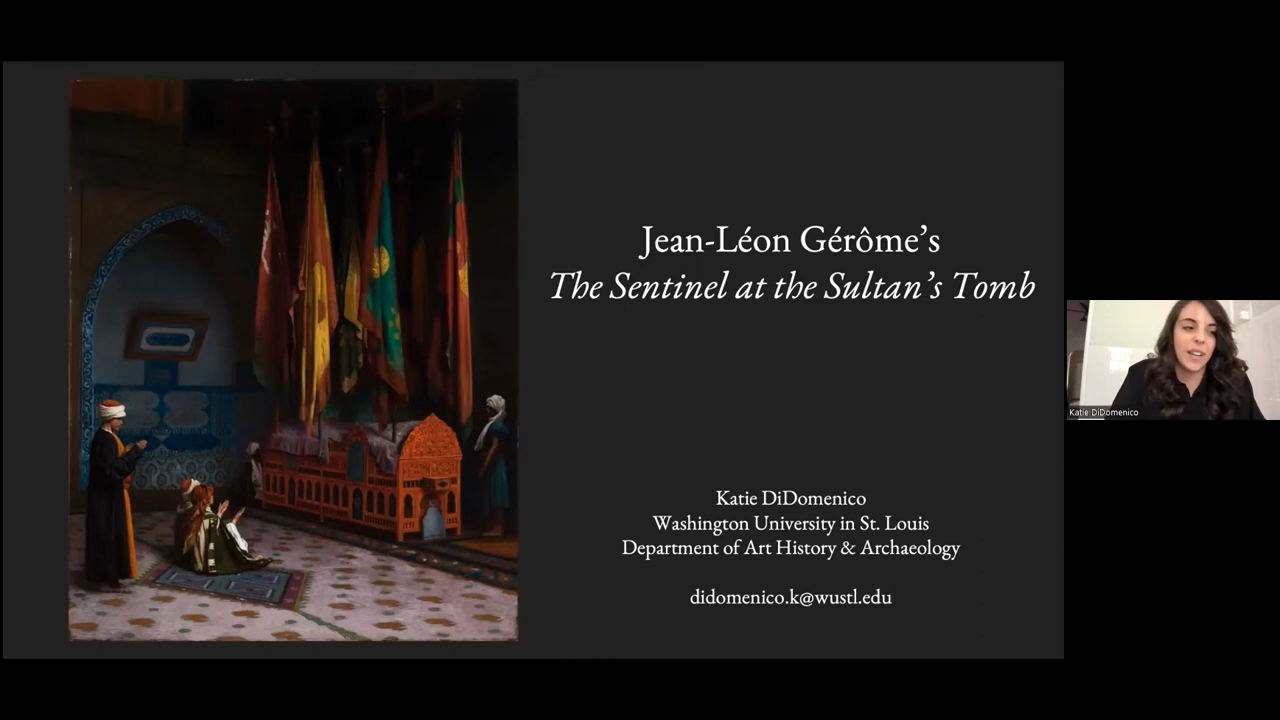 Jean-Léon Gérôme’s
The Sentinel at the Sultan’s Tomb
Katie DiDomenico
Washington University in St. Louis
Department of Art History & Archaeology
didomenico.k@wustl.edu
Katie DiDomenico